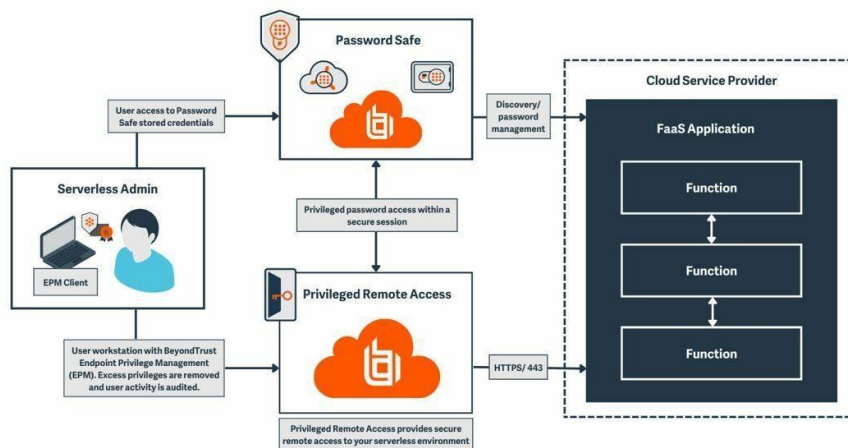 Password Safe
User access to Password
Safe stored credentials
Discovery/
password
management
Cloud Service Provider
FaaS Application
Function
Function
Function
Serverless Admin
EPM Client
Privileged password access within a
secure session
Privileged Remote Access
User workstation with BeyondTrust
Endpoint Privilege Management
(EPM). Excess privileges are removed
and user activity is audited.
HTTPS/ 443
Privileged Remote Access provides secure
remote access to your serverless environment